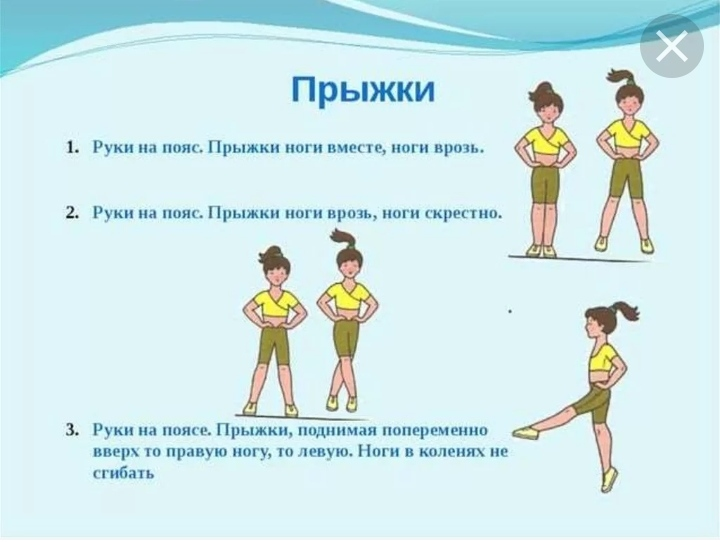 Прыжки
1. Руки на пояс. Прыжки ноги вместе, ноги врозь.
2. Руки на пояс. Прыжки ноги врозь, ноги скрестно.
3. Руки на поясе. Прыжки, поднимая попеременно
вверх то правую ногу, то левую. Ноги в коленях не
сгибать